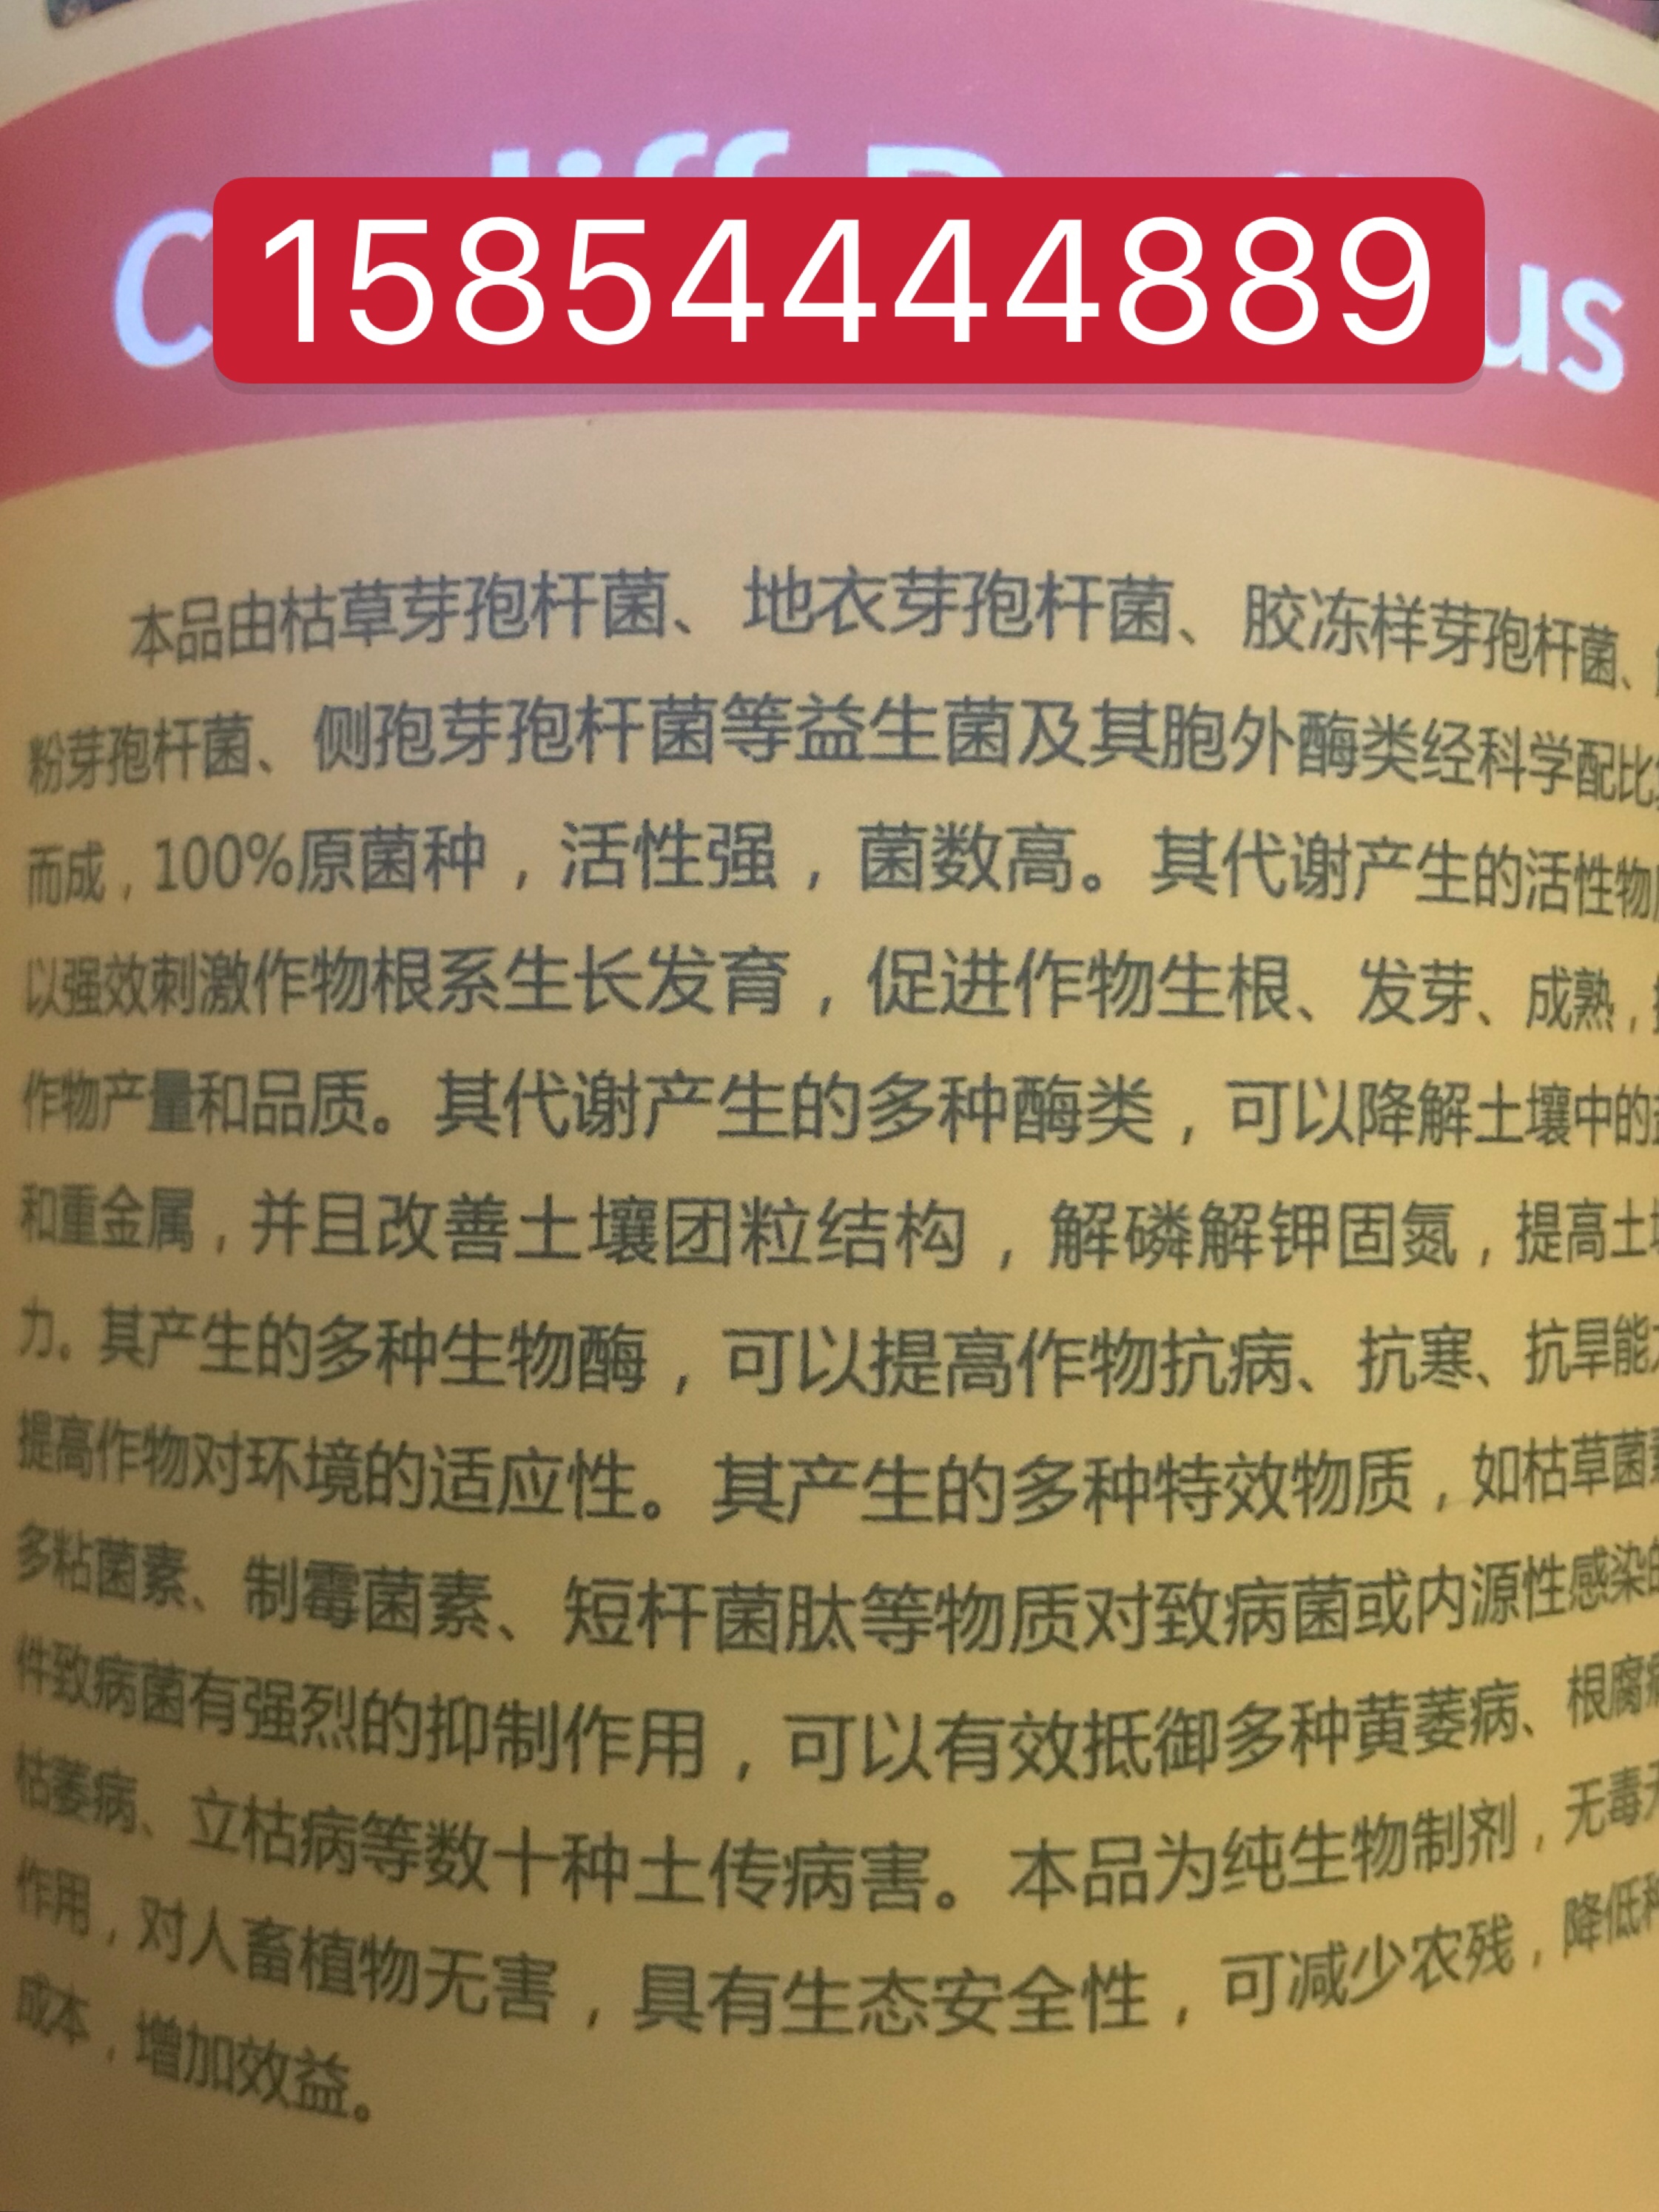 15854444889
us
本品由枯草芽孢杆菌、地衣芽孢杆菌、胶冻样芽孢杆菌、
粉芽孢杆菌、侧孢芽孢杆菌等益生菌及其胞外酶类经科学配比
而成，100%原菌种，活性强，菌数高。其代谢产生的活性物
以强效刺激作物根系生长发育，促进作物生根、发芽、成熟，
作物产量和品质。其代谢产生的多种酶类，可以降解土壤中的
和重金属，并且改善土壤团粒结构，解磷解钾固氮，提高土
力。其产生的多种生物酶，可以提高作物抗病、抗寒、抗旱能
提高作物对环境的适应性。其产生的多种特效物质，如枯草菌
多粘菌素、制霉菌素、短杆菌肽等物质对致病菌或内源性感染的
件致病菌有强烈的抑制作用，可以有效抵御多种黄萎病、根腐
枯萎病、立枯病等数十种土传病害。本品为纯生物制剂，无毒
作用，对人畜植物无害，具有生态安全性，可减少农残，降低
成本，增加效益。